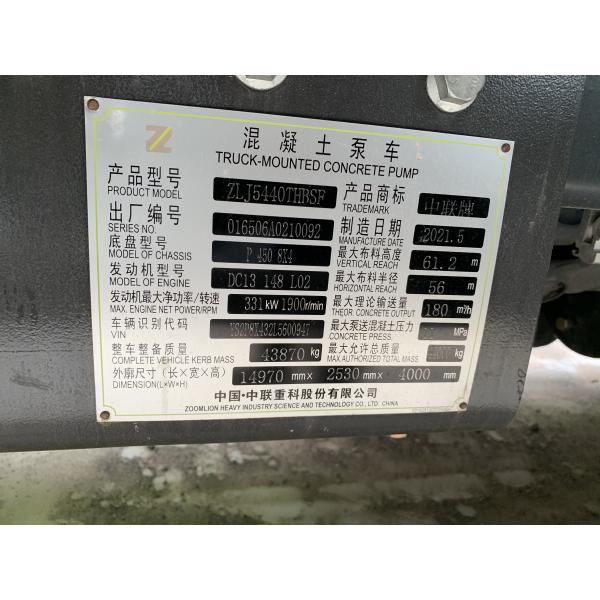 Z
混凝土泵车
TRUCK-MOUNTED CONCRETE PUMP
产品型号 ZLJ5440THBSF 产品商标 中联牌
PRODUCT MODEL TRADEMARK
出厂编号 016506A0210092 制造日期 2021.5
SERIES NO. MANUFACTURE DATE
底盘型号 P 450 8X4 最大布料高度 61.2 m
MODEL OF CHASSIS VERTICAL REACH
发动机型号 DC13 148 L02 最大布料半径 56 m
MODEL OF ENGINE HORIZONTAL REACH
发动机最大净功率/转速 331kW 1900r/min 最大理论输送量 180 m³/h
MAX. ENGINE NET POWER/RPM THEOR. CONCRETE OUTPUT
车辆识别代码 最大泵送混凝土压力 MPa
VIN MAX. CONCRETE PRESSURE
整车整备质量 43870 kg 最大允许总质量 kg
COMPLETE VEHICLE KERB MASS MAX AUTHORIZED TOTAL MASS
外廓尺寸（长×宽×高） 14970 mm× 2530 mm× 4000 mm
DIMENSION(L×W×H)
中国·中联重科股份有限公司
ZOOMLION HEAVY INDUSTRY SCIENCE AND TECHNOLOGY CO., LTD. CHINA